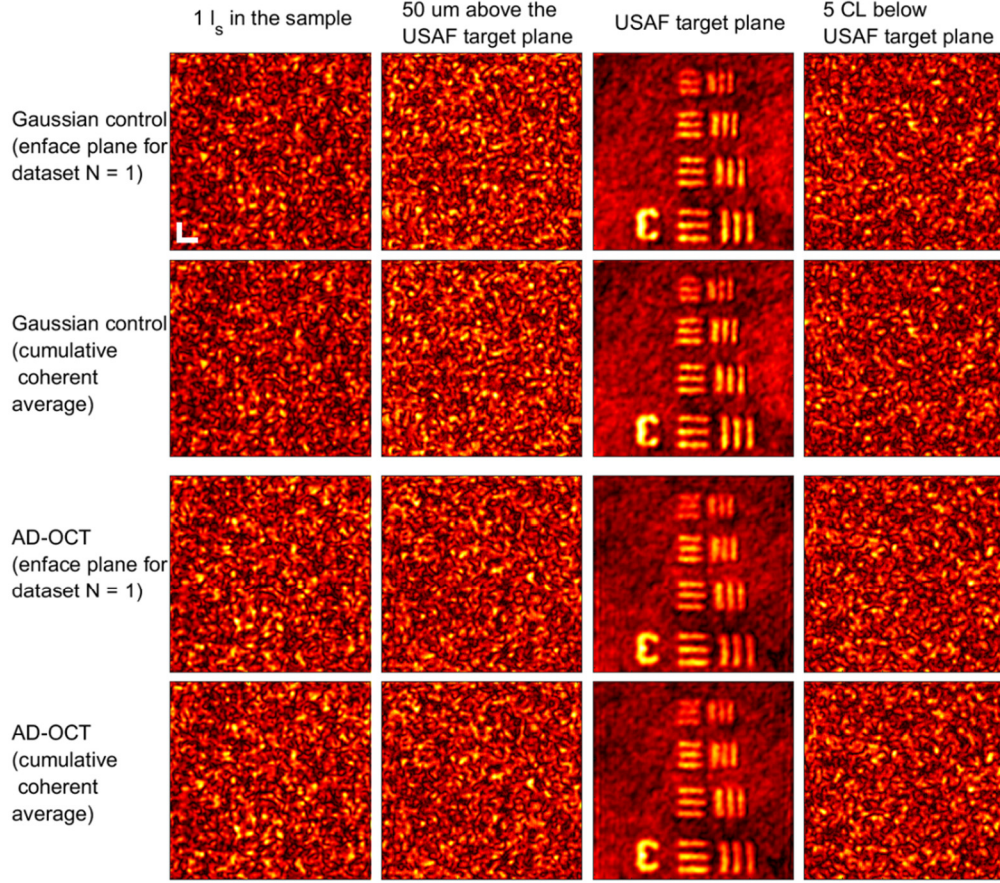 1 ls in the sample
50 um above the
USAF target plane
USAF target plane
5 CL below
USAF target plane
Gaussian control
(enface plane for
dataset N = 1)
Gaussian control
(cumulative
coherent
average)
AD-OCT
(enface plane for
dataset N = 1)
AD-OCT
(cumulative
coherent
average)